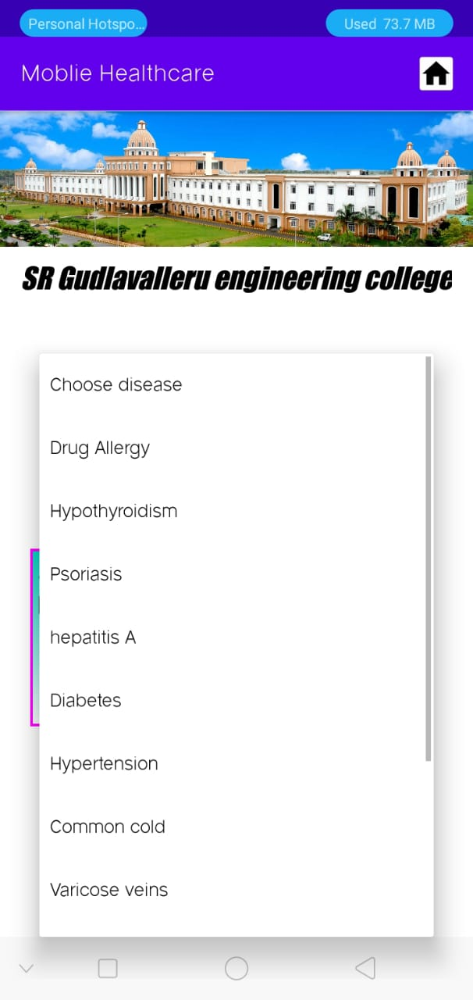 Personal Hotspo...
Used 73.7 MB
Moblie Healthcare
SR Gudlavalleru engineering college
Choose disease
Drug Allergy
Hypothyroidism
Psoriasis
hepatitis A
Diabetes
Hypertension
Common cold
Varicose veins